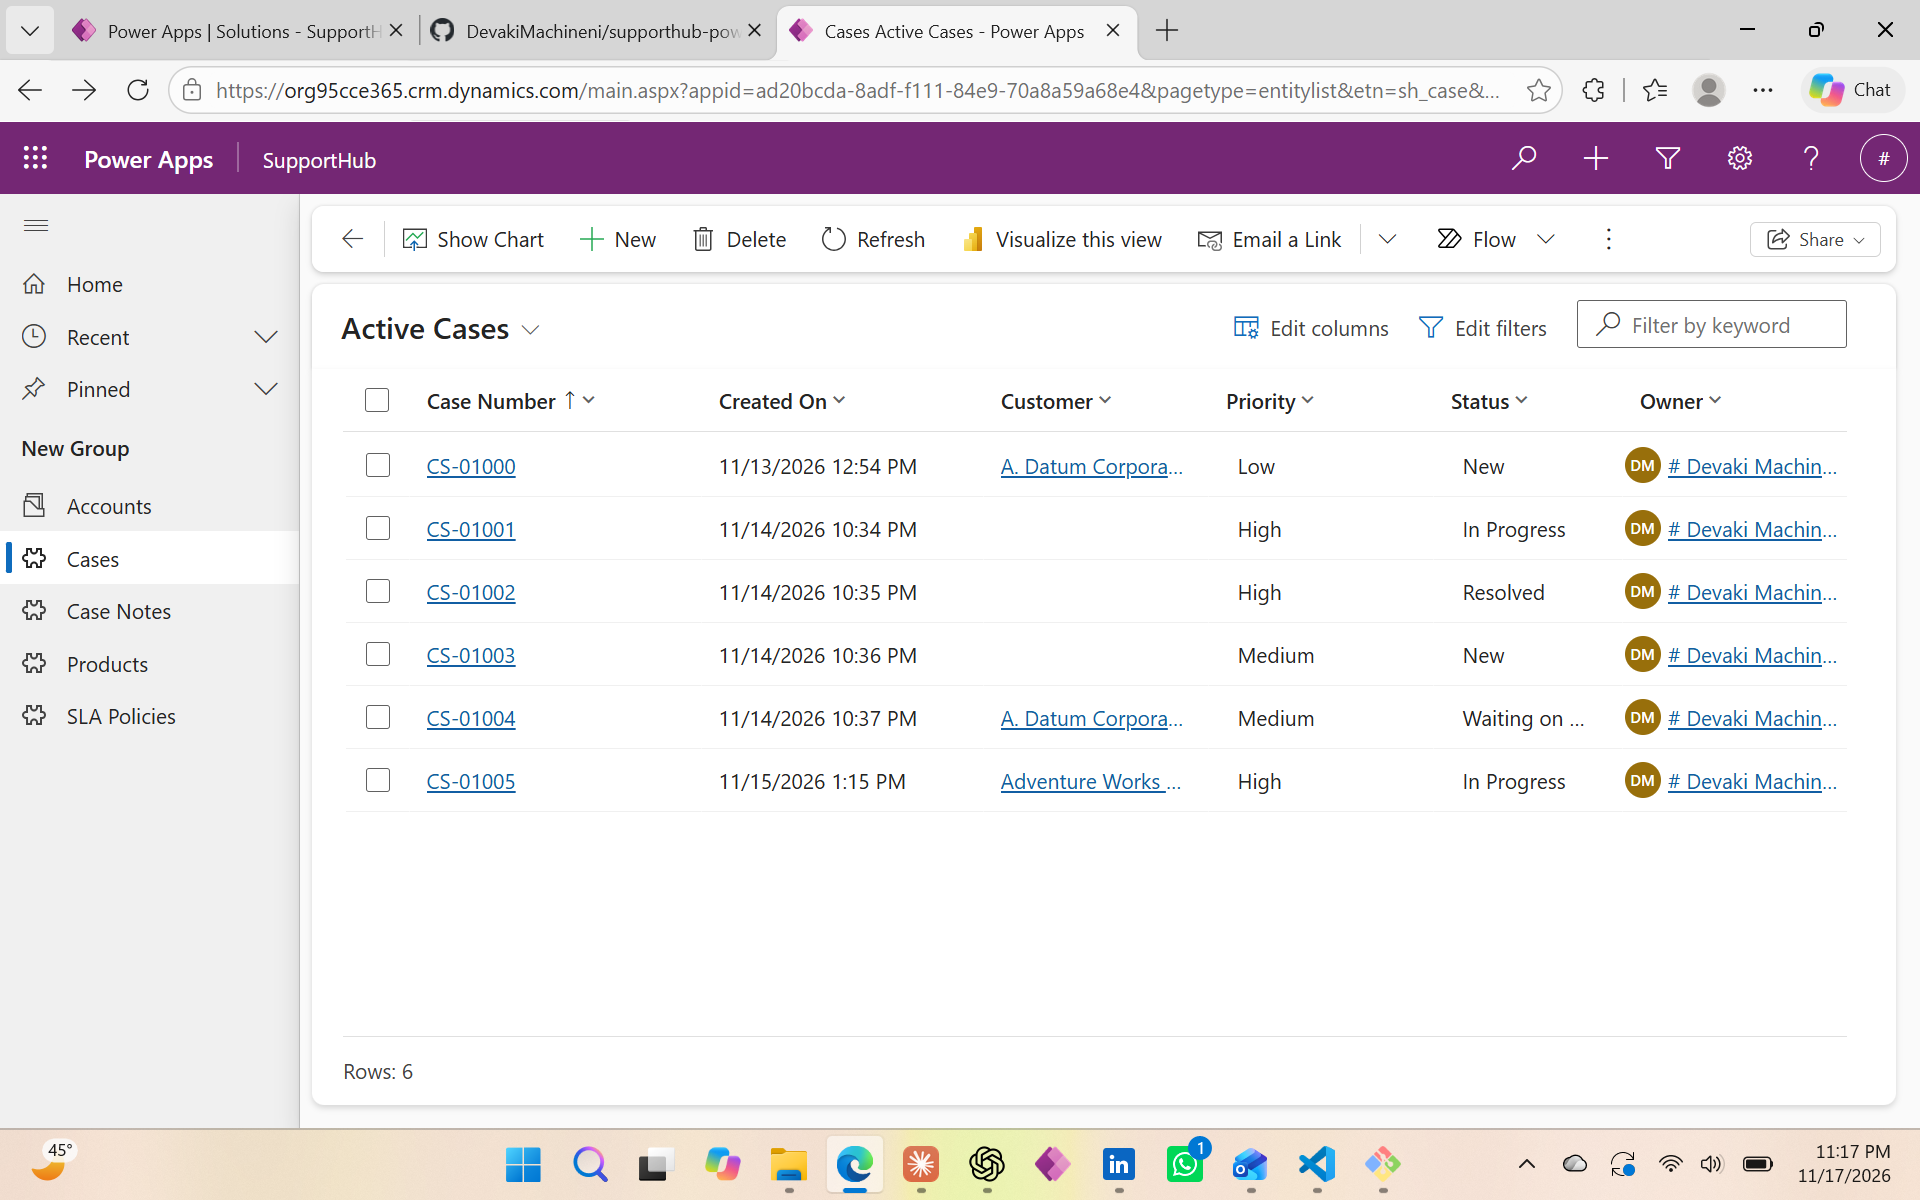 Power Apps | Solutions - SupportH
DevakiMachineni/supporthub-pow
Cases Active Cases - Power Apps
https://org95cce365.crm.dynamics.com/main.aspx?appid=ad20bcda-8adf-f111-84e9-70a8a59a68e4&pagetype=entitylist&etn=sh_case&...
Chat
Power Apps
SupportHub
#
Home
Recent
Pinned
New Group
Accounts
Cases
Case Notes
Products
SLA Policies
Show Chart
New
Delete
Refresh
Visualize this view
Email a Link
Flow
Share
Active Cases
Edit columns
Edit filters
Filter by keyword
Case Number ↑ Created On Customer Priority Status Owner
CS-01000 11/13/2026 12:54 PM A. Datum Corpora... Low New DM # Devaki Machin...
CS-01001 11/14/2026 10:34 PM High In Progress DM # Devaki Machin...
CS-01002 11/14/2026 10:35 PM High Resolved DM # Devaki Machin...
CS-01003 11/14/2026 10:36 PM Medium New DM # Devaki Machin...
CS-01004 11/14/2026 10:37 PM A. Datum Corpora... Medium Waiting on ... DM # Devaki Machin...
CS-01005 11/15/2026 1:15 PM Adventure Works ... High In Progress DM # Devaki Machin...
Rows: 6
45°
in
1
11:17 PM
11/17/2026